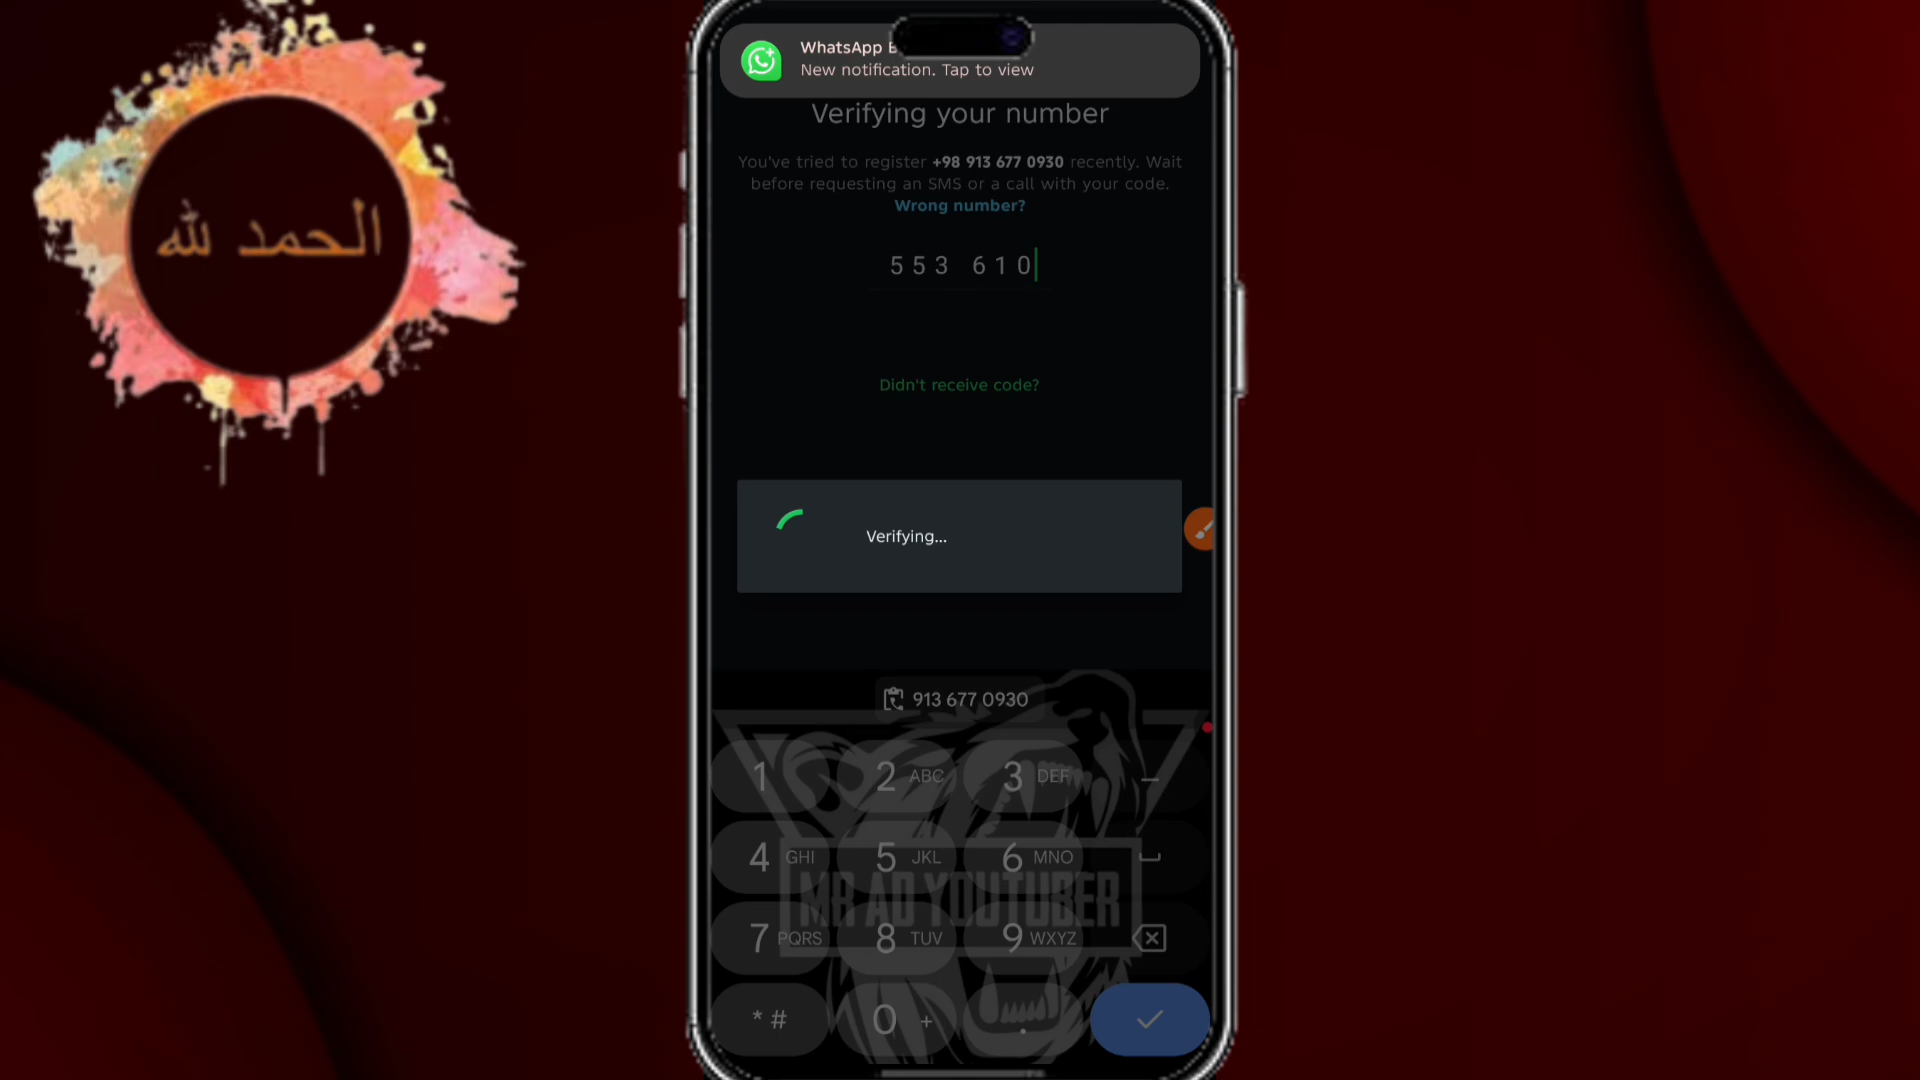 الحمد لله
WhatsApp
New notification. Tap to view
Verifying your number
You've tried to register +98 913 677 0930 recently. Wait
before requesting an SMS or a call with your code.
Wrong number?
553 610
Didn't receive code?
Verifying...
913 677 0930
1 2 ABC 3 DEF –
4 GHI 5 JKL 6 MNO
MR AO YOUTUBER
7 PQRS 8 TUV 9 WXYZ
* # 0 + .